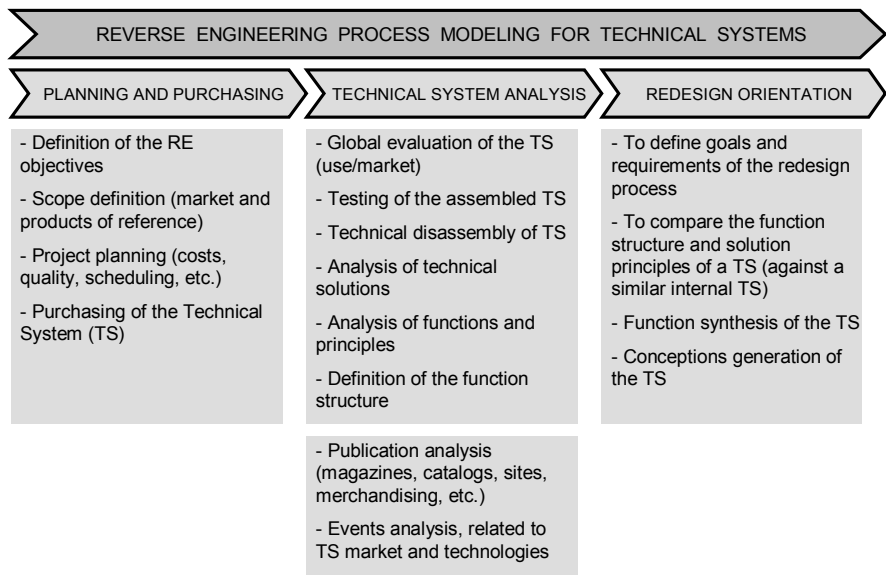 REVERSE ENGINEERING PROCESS MODELING FOR TECHNICAL SYSTEMS
PLANNING AND PURCHASING
- Definition of the RE
objectives
- Scope definition (market and
products of reference)
- Project planning (costs,
quality, scheduling, etc.)
- Purchasing of the Technical
System (TS)
TECHNICAL SYSTEM ANALYSIS
- Global evaluation of the TS
(use/market)
- Testing of the assembled TS
- Technical disassembly of TS
- Analysis of technical
solutions
- Analysis of functions and
principles
- Definition of the function
structure
- Publication analysis
(magazines, catalogs, sites,
merchandising, etc.)
- Events analysis, related to
TS market and technologies
REDESIGN ORIENTATION
- To define goals and
requirements of the redesign
process
- To compare the function
structure and solution
principles of a TS (against a
similar internal TS)
- Function synthesis of the TS
- Conceptions generation of
the TS